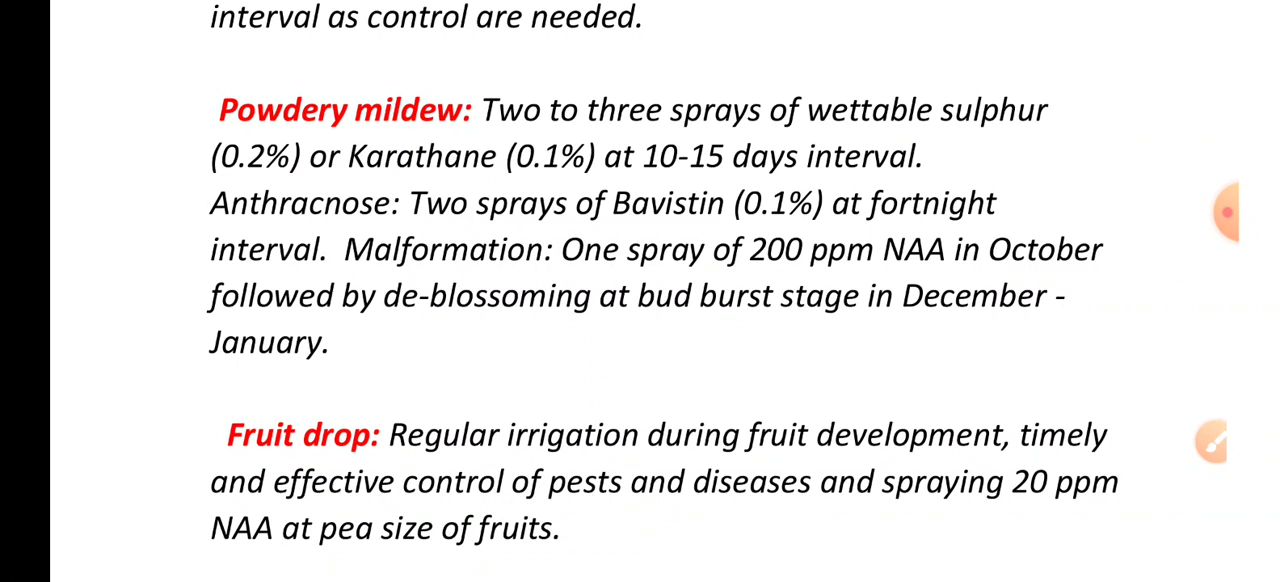 interval as control are needed.
Powdery mildew: Two to three sprays of wettable sulphur
(0.2%) or Karathane (0.1%) at 10-15 days interval.
Anthracnose: Two sprays of Bavistin (0.1%) at fortnight
interval.  Malformation: One spray of 200 ppm NAA in October
followed by de-blossoming at bud burst stage in December -
January.
Fruit drop: Regular irrigation during fruit development, timely
and effective control of pests and diseases and spraying 20 ppm
NAA at pea size of fruits.